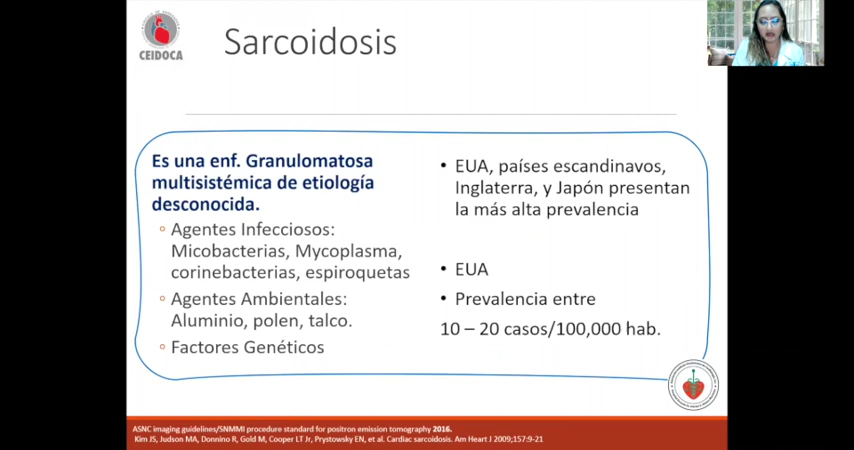 CEIDOCA
Sarcoidosis
Es una enf. Granulomatosa
multisistémica de etiología
desconocida.
Agentes Infecciosos:
Micobacterias, Mycoplasma,
corinebacterias, espiroquetas
Agentes Ambientales:
Aluminio, polen, talco.
Factores Genéticos
• EUA, países escandinavos,
Inglaterra, y Japón presentan
la más alta prevalencia
• EUA
• Prevalencia entre
10 – 20 casos/100,000 hab.
ASNC imaging guidelines/SNMMI procedure standard for positron emission tomography 2016.
Kim JS, Judson MA, Donnino R, Gold M, Cooper LT Jr, Prystowsky EN, et al. Cardiac sarcoidosis. Am Heart J 2009;157:9-21